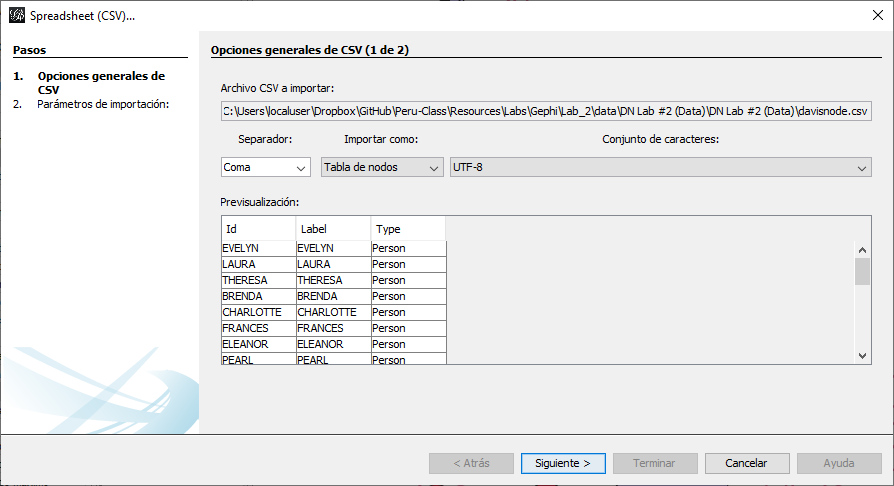 Spreadsheet (CSV)...
Pasos
1. Opciones generales de CSV
2. Parámetros de importación:
Opciones generales de CSV (1 de 2)
Archivo CSV a importar:
C:\Users\localuser\Dropbox\GitHub\Peru-Class\Resources\Labs\Gephi\Lab_2\data\DN Lab #2 (Data)\DN Lab #2 (Data)\davisnode.csv
Separador: Importar como: Conjunto de caracteres:
Coma Tabla de nodos UTF-8
Previsualización:
Id Label Type
EVELYN EVELYN Person
LAURA LAURA Person
THERESA THERESA Person
BRENDA BRENDA Person
CHARLOTTE CHARLOTTE Person
FRANCES FRANCES Person
ELEANOR ELEANOR Person
PEARL PEARL Person
< Atrás Siguiente > Terminar Cancelar Ayuda